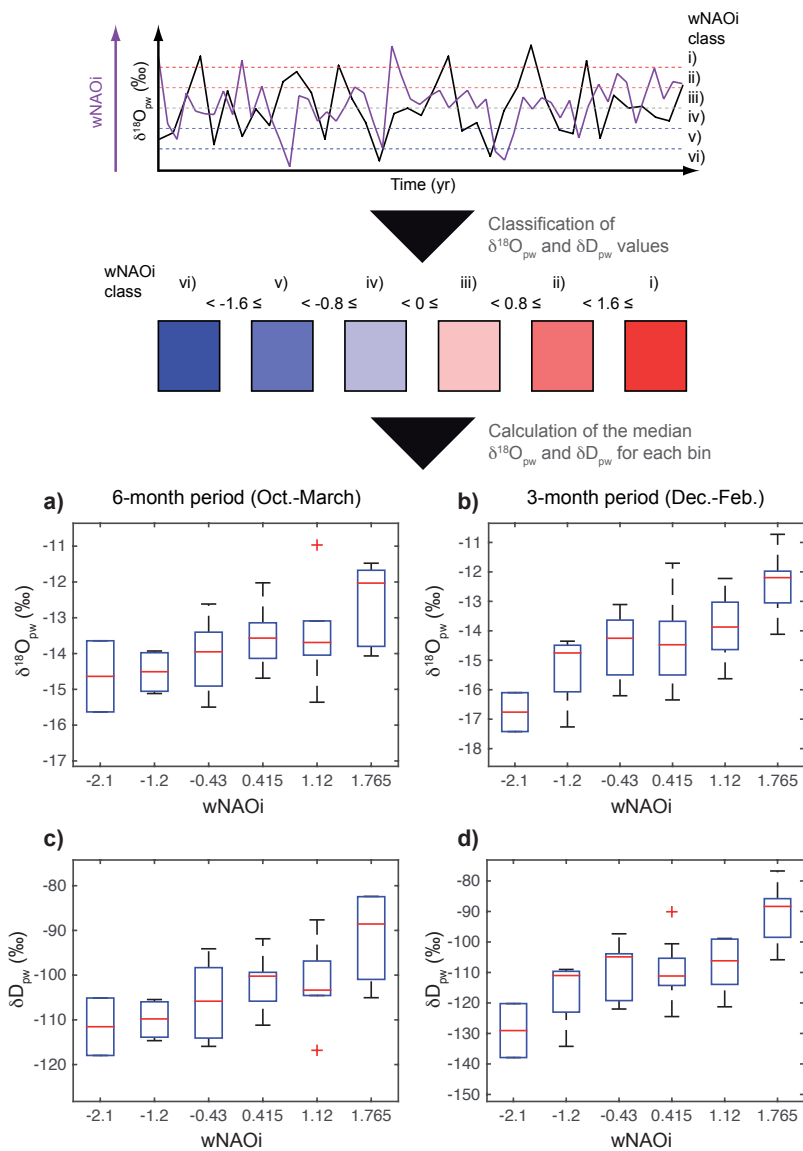 wNAOi
δ¹⁸Opw (‰)
wNAOi
class
i)
ii)
iii)
iv)
v)
vi)
Time (yr)
Classification of
δ¹⁸Opw and δDpw values
wNAOi
class
vi) v) iv) iii) ii) i)
< -1.6 ≤ < -0.8 ≤ < 0 ≤ < 0.8 ≤ < 1.6 ≤
Calculation of the median
δ¹⁸Opw and δDpw for each bin
a) 6-month period (Oct.-March)
δ¹⁸Opw (‰)
-11
-12
-13
-14
-15
-16
-17
-2.1 -1.2 -0.43 0.415 1.12 1.765
wNAOi
b) 3-month period (Dec.-Feb.)
δ¹⁸Opw (‰)
-11
-12
-13
-14
-15
-16
-17
-18
-2.1 -1.2 -0.43 0.415 1.12 1.765
wNAOi
c)
δDpw (‰)
-80
-90
-100
-110
-120
-2.1 -1.2 -0.43 0.415 1.12 1.765
wNAOi
d)
δDpw (‰)
-80
-90
-100
-110
-120
-130
-140
-150
-2.1 -1.2 -0.43 0.415 1.12 1.765
wNAOi